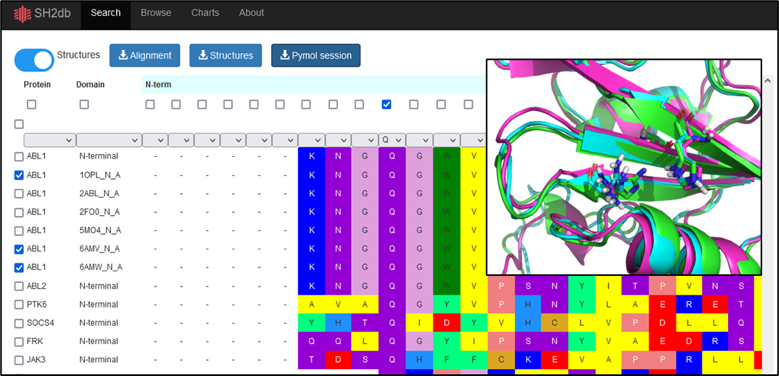 SH2db Search Browse Charts About
Structures Alignment Structures Pymol session
Protein Domain N-term
Q
ABL1 N-terminal - - - - - - K N G Q G W V
ABL1 1OPL_N_A - - - - - - K N G Q G W V
ABL1 2ABL_N_A - - - - - - K N G Q G W V
ABL1 2FO0_N_A - - - - - - K N G Q G W V
ABL1 5MO4_N_A - - - - - - K N G Q G W V
ABL1 6AMV_N_A - - - - - - K N G Q G W V
ABL1 6AMW_N_A - - - - - - K N G Q G W V
ABL2 N-terminal - - - - - - K N G Q G W V P S N Y I T P V N S
PTK6 N-terminal - - - - - - A V A Q G Y V P H N Y L A E R E T
SOCS4 N-terminal - - - - - - Y H T Q I D Y V H C L V P D L L Q
FRK N-terminal - - - - - - Q Q L Q G Y I P S N Y V A E D R S
JAK3 N-terminal - - - - - - T D S Q H F F C K E V A P P R L L